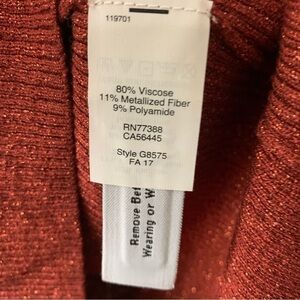 119701
80% Viscose
11% Metallized Fiber
9% Polyamide
RN77388
CA56445
Style G8575
FA 17
Remove Bef
Wearing or W